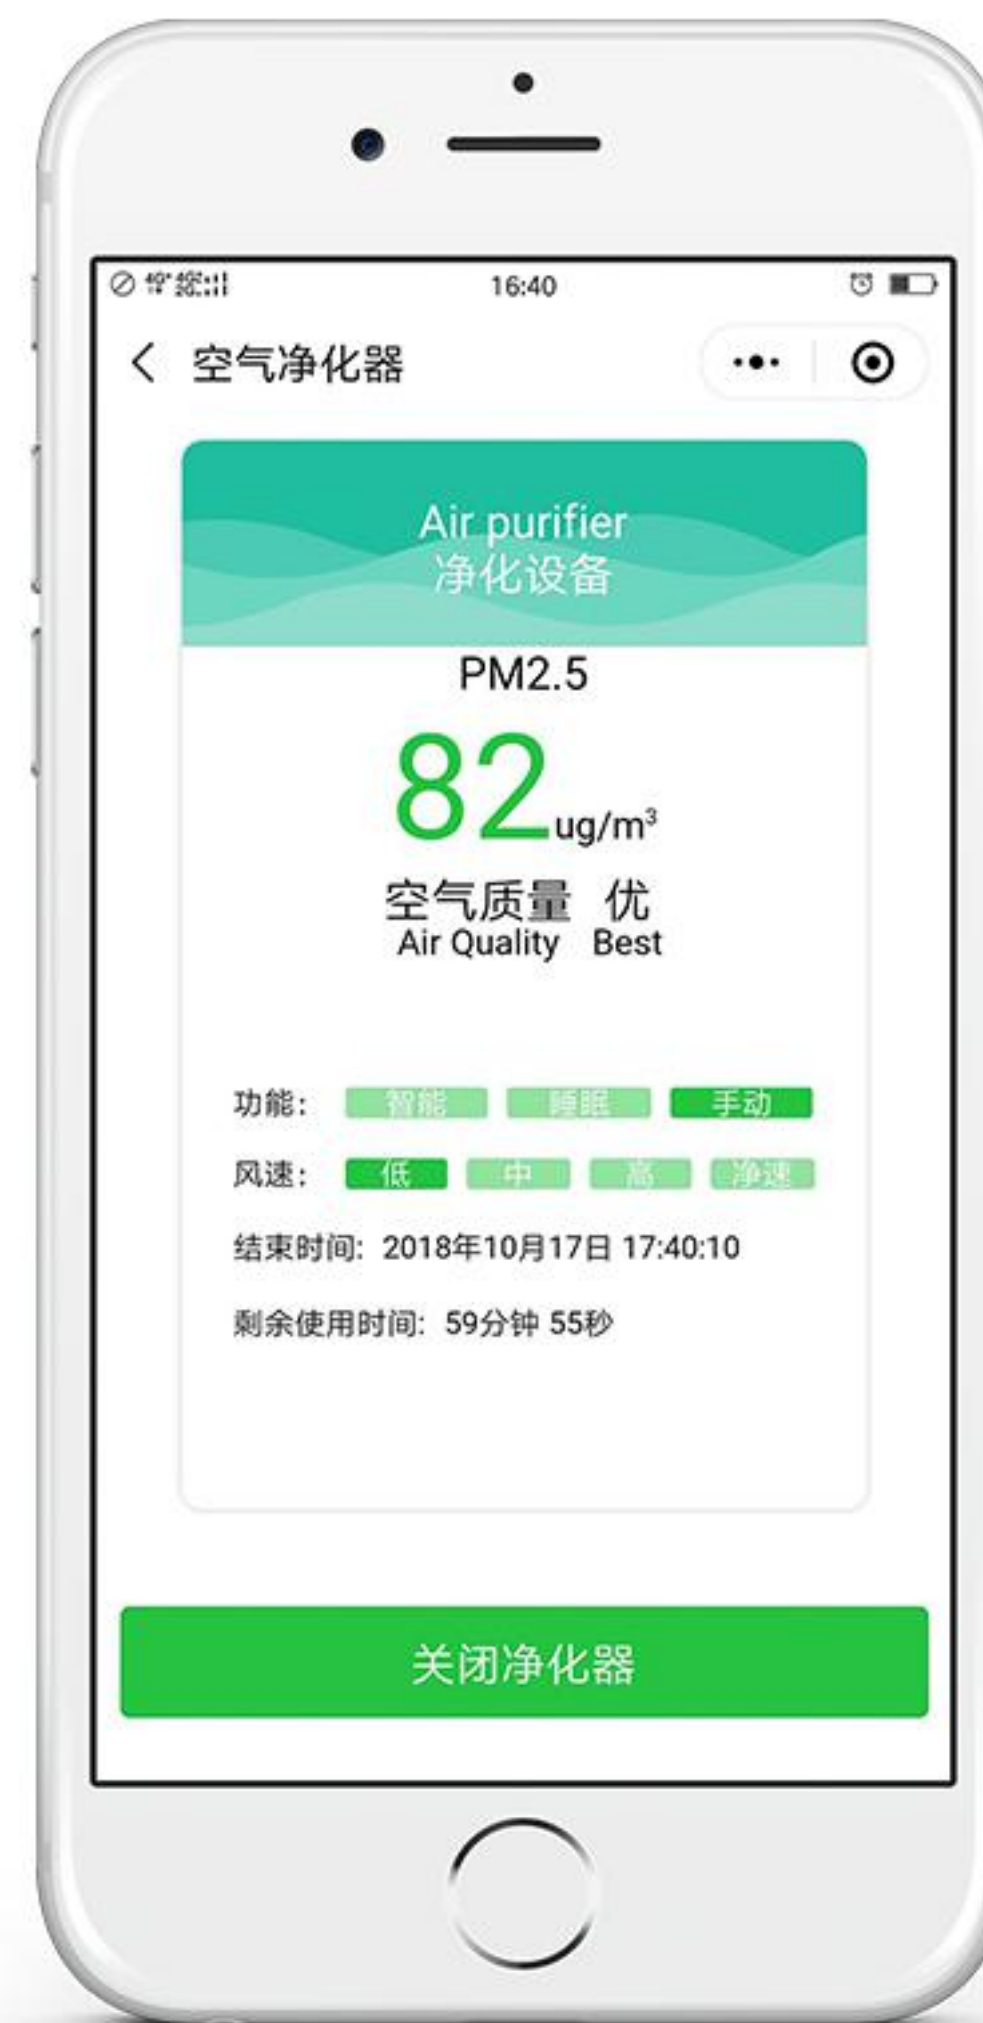 16:40
空气净化器
Air purifier
净化设备
PM2.5
82ug/m³
空气质量 优
Air Quality Best
功能: 智能 睡眠 手动
风速: 低 中 高 净速
结束时间: 2018年10月17日 17:40:10
剩余使用时间: 59分钟 55秒
关闭净化器